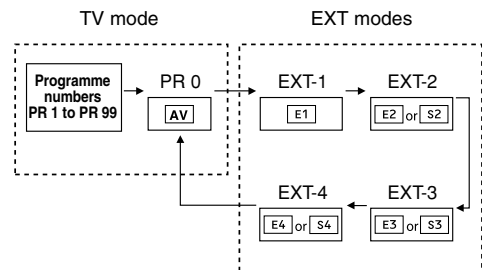 TV mode
EXT modes
Programme
numbers
PR 1 to PR 99
PR 0
AV
EXT-1
E1
EXT-2
E2 or S2
EXT-4
E4 or S4
EXT-3
E3 or S3